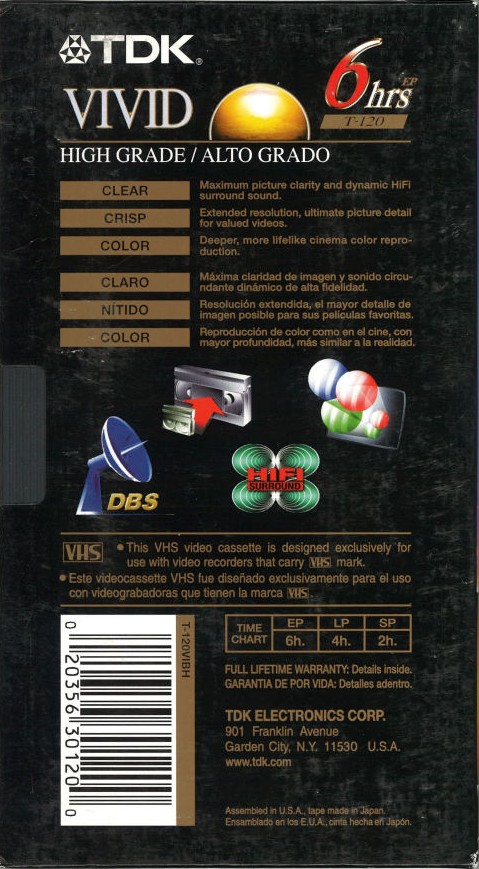 TDK®
VIVID
6hrs EP
T-120
HIGH GRADE / ALTO GRADO
CLEAR
Maximum picture clarity and dynamic HiFi
surround sound.
CRISP
Extended resolution, ultimate picture detail
for valued videos.
COLOR
Deeper, more lifelike cinema color repro-
duction.
CLARO
Máxima claridad de imagen y sonido circu-
ndante dinámico de alta fidelidad.
NÍTIDO
Resolución extendida, el mayor detalle de
imagen posible para sus películas favoritas.
COLOR
Reproducción de color como en el cine, con
mayor profundidad, más similar a la realidad.
DBS
HiFi
SURROUND
VHS
• This VHS video cassette is designed exclusively for
use with video recorders that carry VHS mark.
• Este videocassette VHS fue diseñado exclusivamente para el uso
con videograbadoras que tienen la marca VHS.
TIME CHART
EP LP SP
6h. 4h. 2h.
FULL LIFETIME WARRANTY: Details inside.
GARANTIA DE POR VIDA: Detalles adentro.
TDK ELECTRONICS CORP.
901 Franklin Avenue
Garden City, N.Y. 11530 U.S.A.
www.tdk.com
Assembled in U.S.A., tape made in Japan.
Ensamblado en los E.U.A., cinta hecha en Japón.
T-120VIBH
0 20356 30120 0